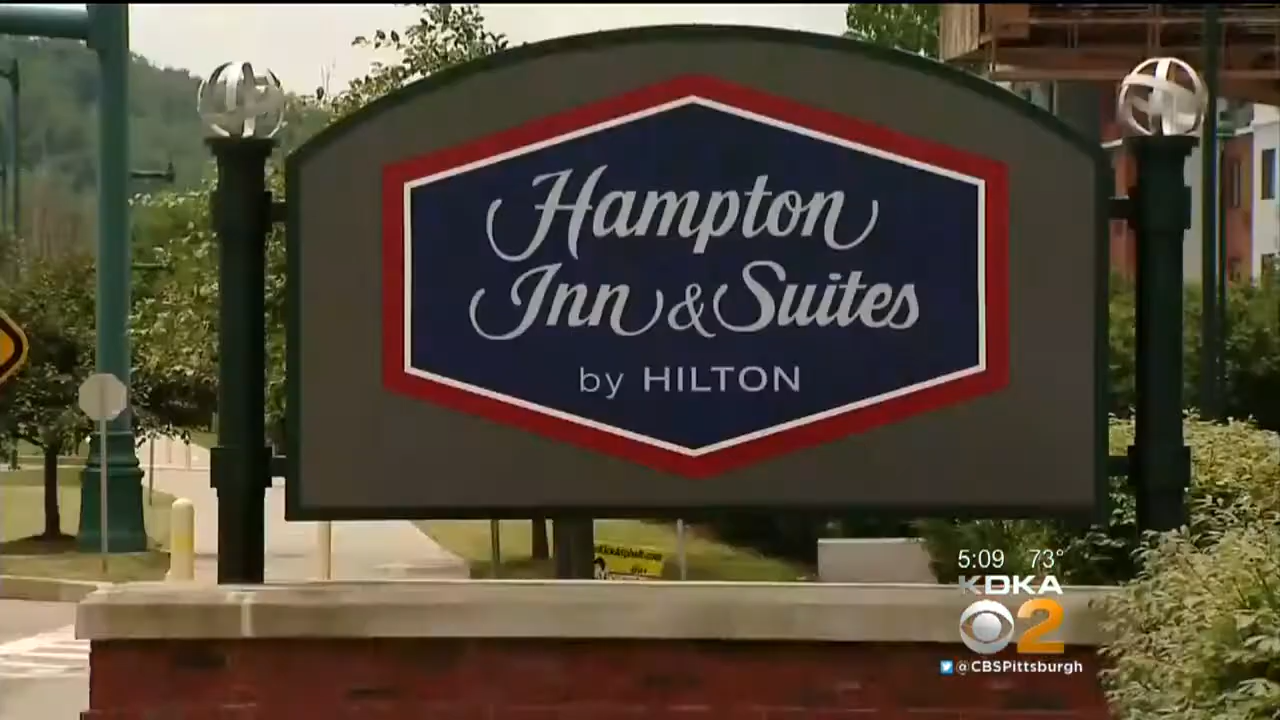 Hampton
Inn & Suites
by HILTON
5:09 73°
KDKA
2
@CBSPittsburgh